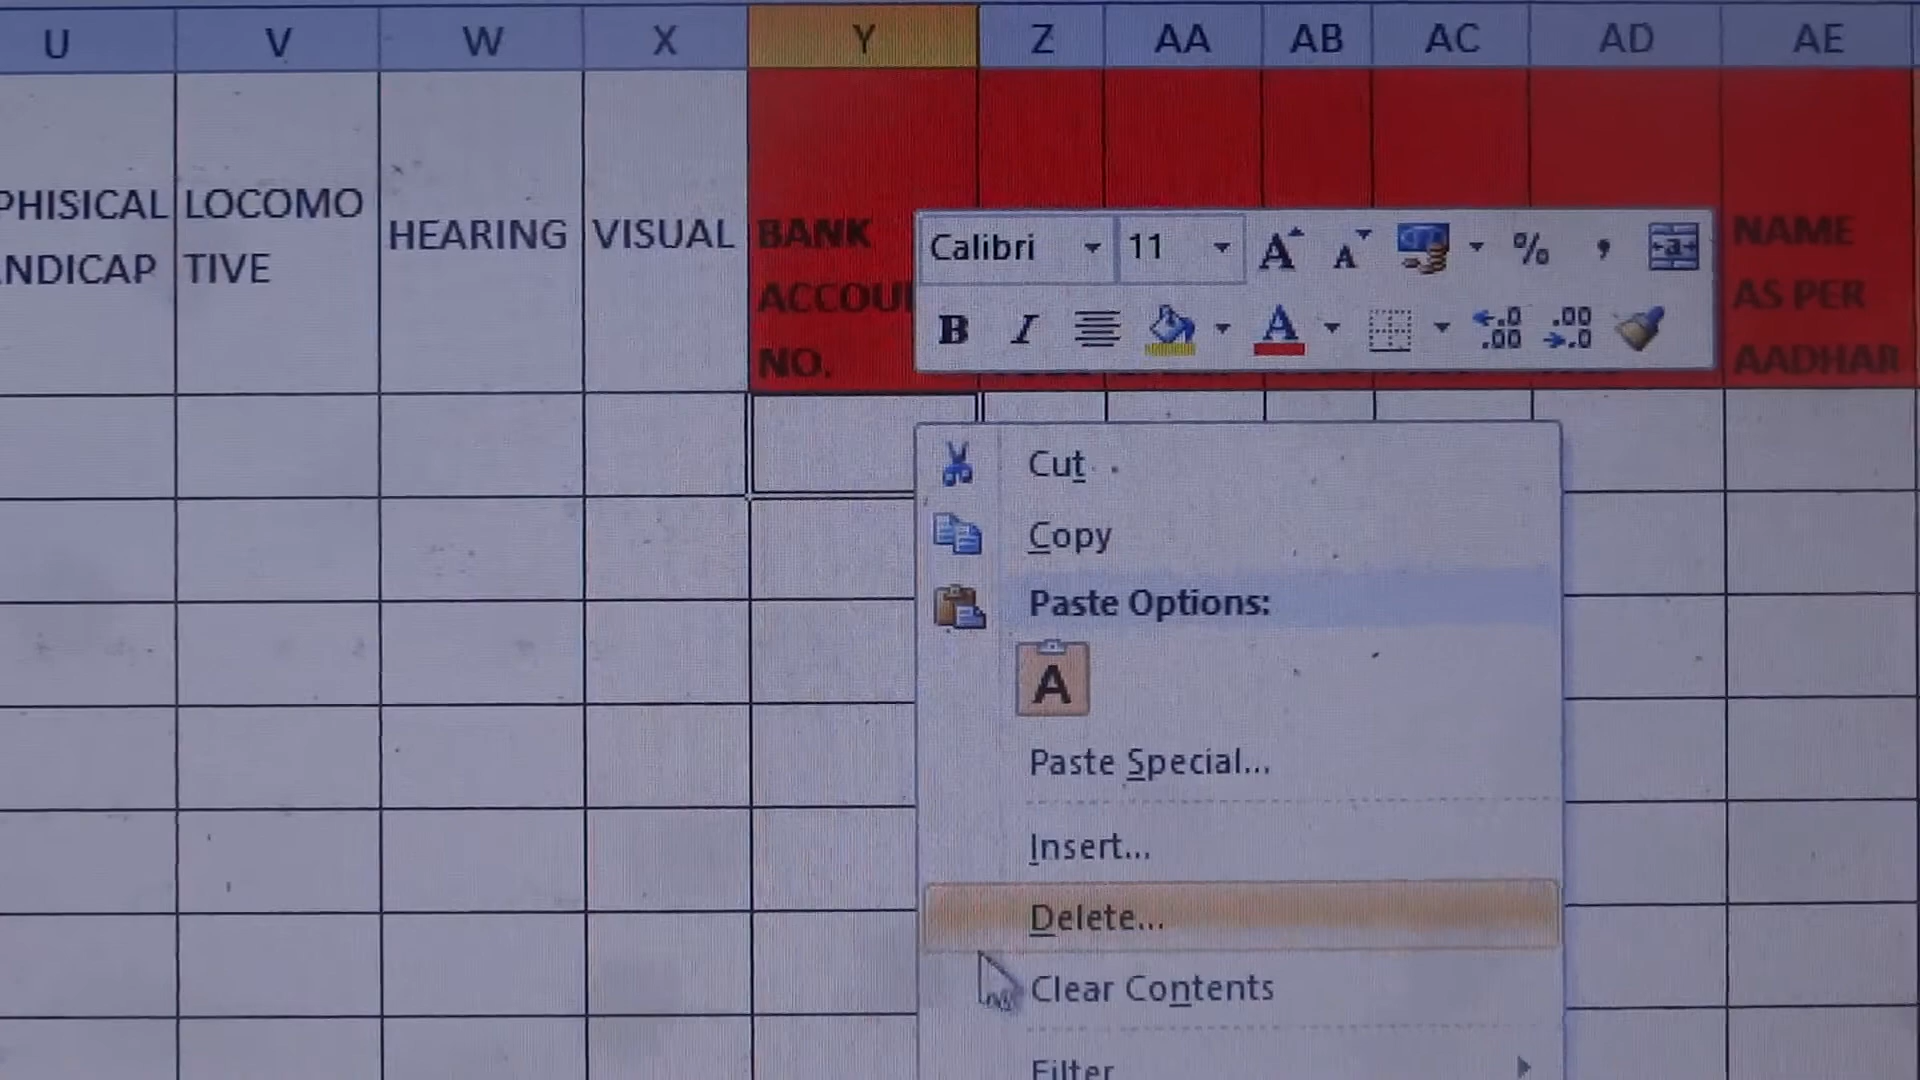 U V W X Y Z AA AB AC AD AE
PHISICAL
NDICAP
LOCOMO
TIVE
HEARING
VISUAL
BANK
ACCOU
NO.
NAME
AS PER
AADHAR
Calibri 11 A A % ,
B I A
Cut
Copy
Paste Options:
A
Paste Special...
Insert...
Delete...
Clear Contents
Filter